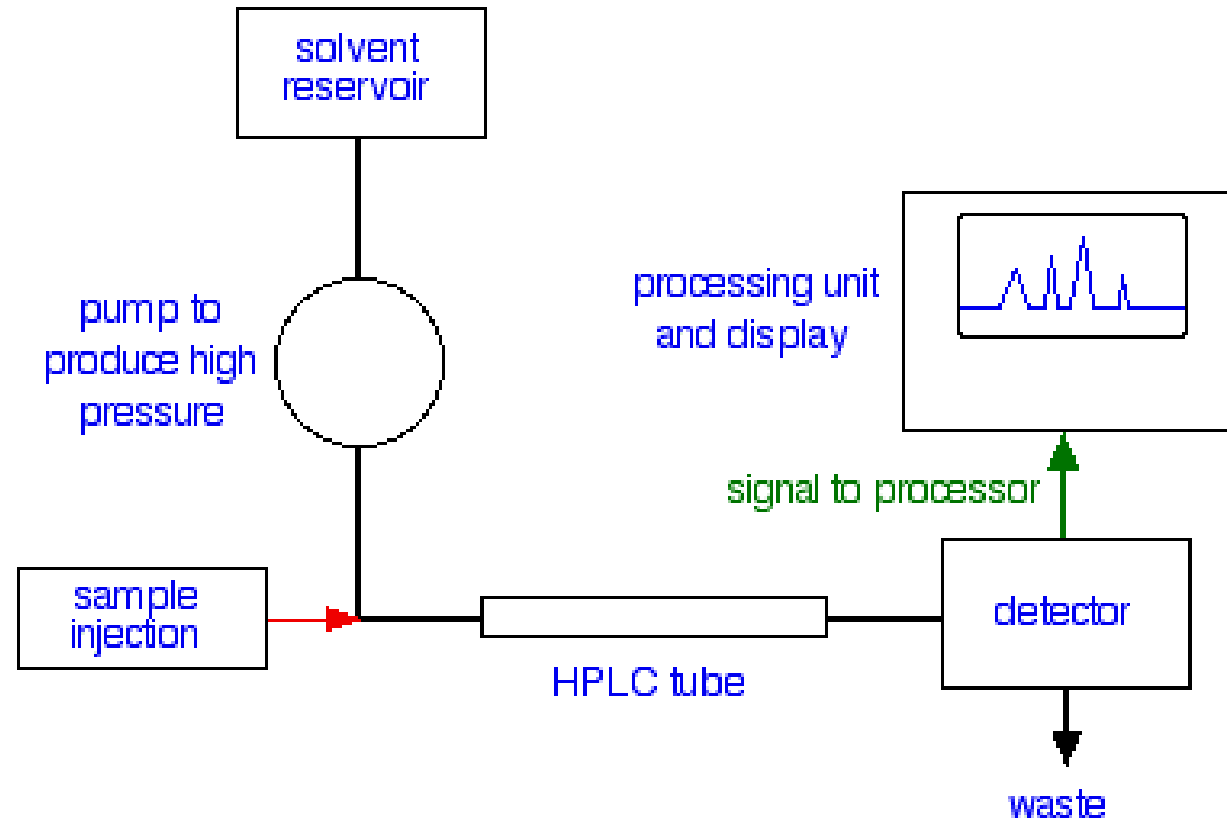 solvent
reservoir
pump to
produce high
pressure
processing unit
and display
signal to processor
sample
injection
HPLC tube
detector
waste